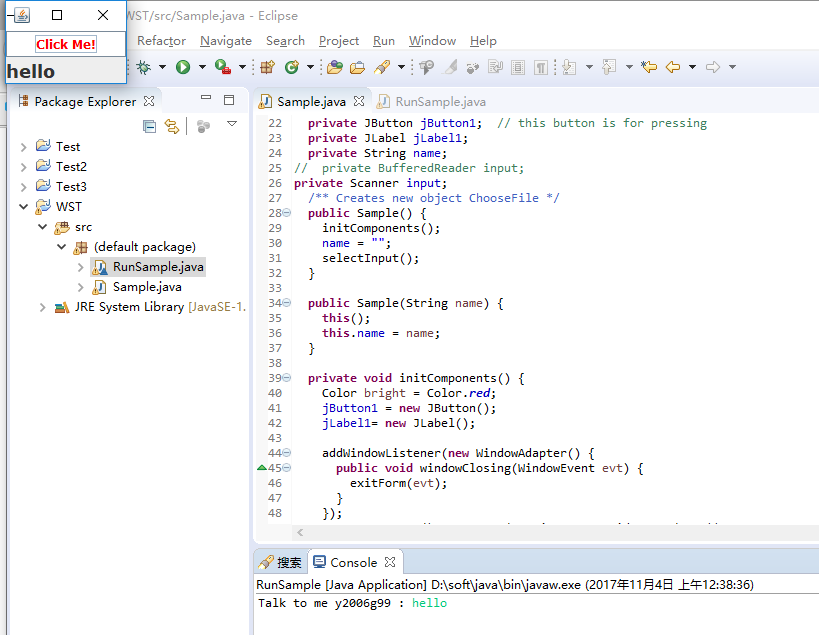 WST/src/Sample.java - Eclipse
Click Me!
hello
Refactor Navigate Search Project Run Window Help
Package Explorer
Test
Test2
Test3
WST
src
(default package)
RunSample.java
Sample.java
JRE System Library [JavaSE-1.
Sample.java RunSample.java
22 private JButton jButton1; // this button is for pressing
23 private JLabel jLabel1;
24 private String name;
25 // private BufferedReader input;
26 private Scanner input;
27 /** Creates new object ChooseFile */
28 public Sample() {
29 initComponents();
30 name = "";
31 selectInput();
32 }
33
34 public Sample(String name) {
35 this();
36 this.name = name;
37 }
38
39 private void initComponents() {
40 Color bright = Color.red;
41 jButton1 = new JButton();
42 jLabel1= new JLabel();
43
44 addWindowListener(new WindowAdapter() {
45 public void windowClosing(WindowEvent evt) {
46 exitForm(evt);
47 }
48 });
搜索 Console
RunSample [Java Application] D:\soft\java\bin\javaw.exe (2017年11月4日 上午12:38:36)
Talk to me y2006g99 : hello